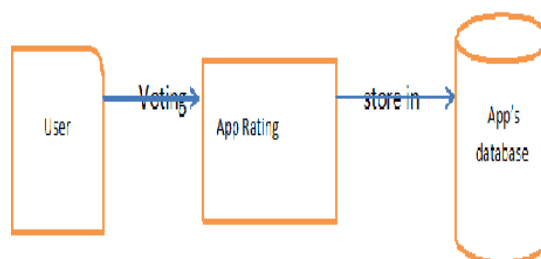 User
Voting
App Rating
store in
App's
database